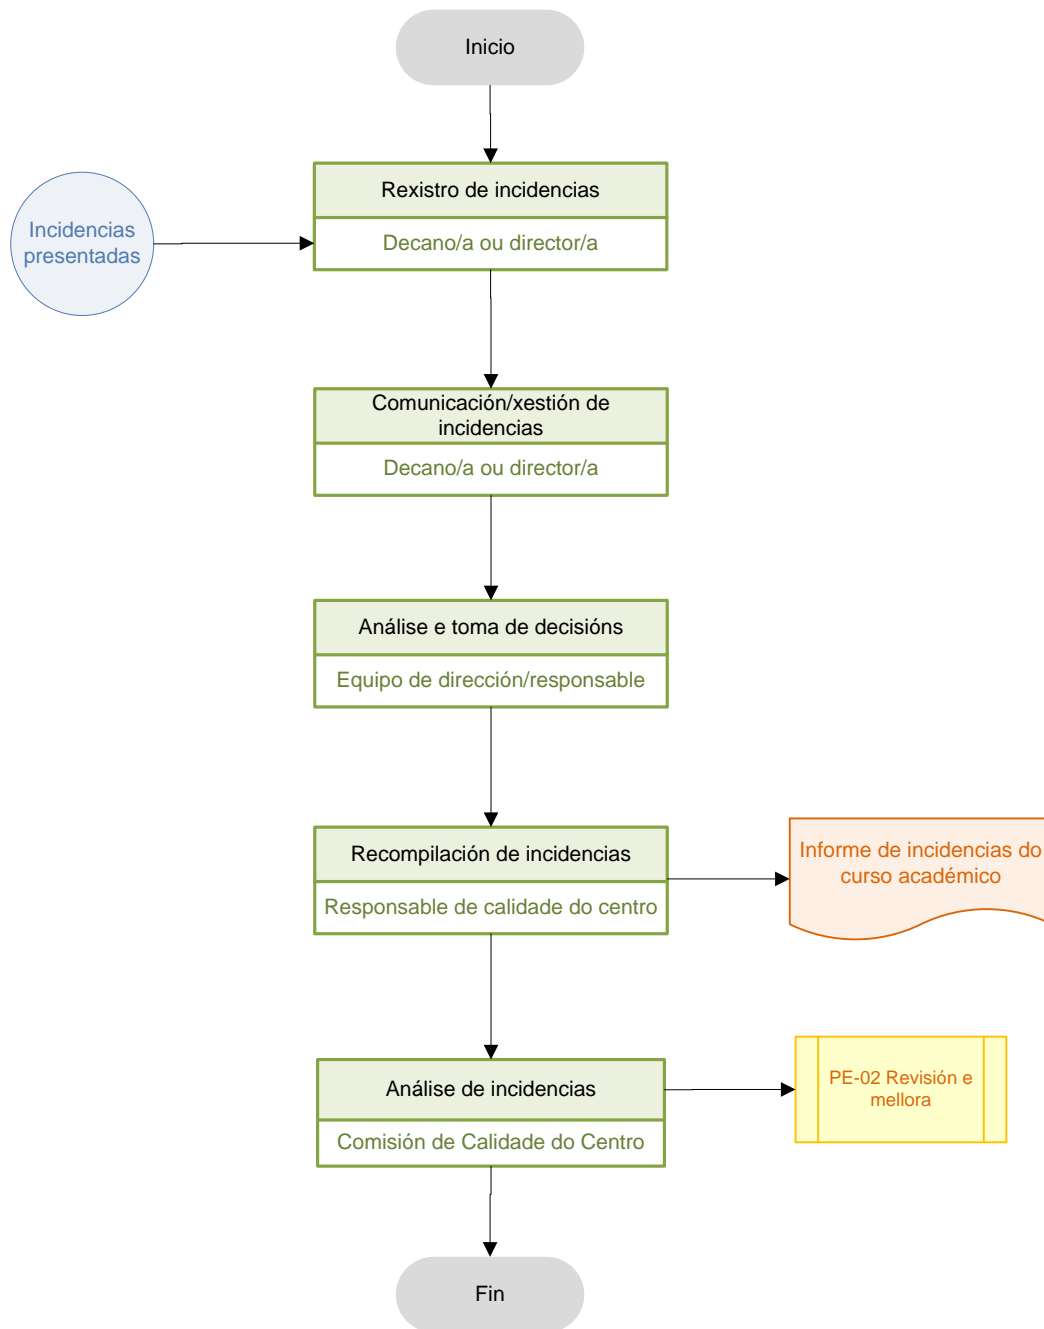 Inicio
Rexistro de incidencias
Decano/a ou director/a
Incidencias
presentadas
Comunicación/xestión de
incidencias
Decano/a ou director/a
Análise e toma de decisións
Equipo de dirección/responsable
Recompilación de incidencias
Responsable de calidade do centro
Informe de incidencias do
curso académico
Análise de incidencias
Comisión de Calidade do Centro
PE-02 Revisión e
mellora
Fin